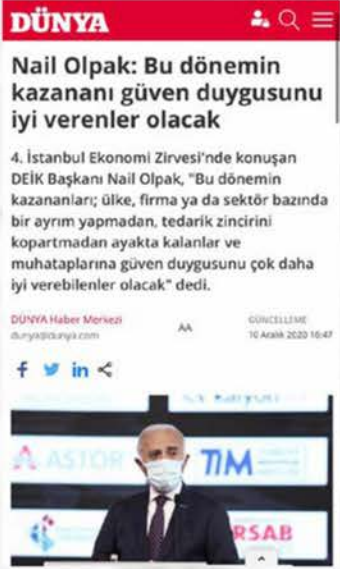 DÜNYA
Nail Olpak: Bu dönemin
kazananı güven duygusunu
iyi verenler olacak
4. İstanbul Ekonomi Zirvesi'nde konuşan
DEİK Başkanı Nail Olpak, "Bu dönemin
kazananları; ülke, firma ya da sektör bazında
bir ayrım yapmadan, tedarik zincirini
kopartmadan ayakta kalanlar ve
muhataplarına güven duygusunu çok daha
iyi verebilenler olacak" dedi.
DÜNYA Haber Merkezi
dunya@dunya.com
AA
GÜNCELLEME
10 Aralık 2020 16:47
f
in
ASTOR
TİM
RSAB